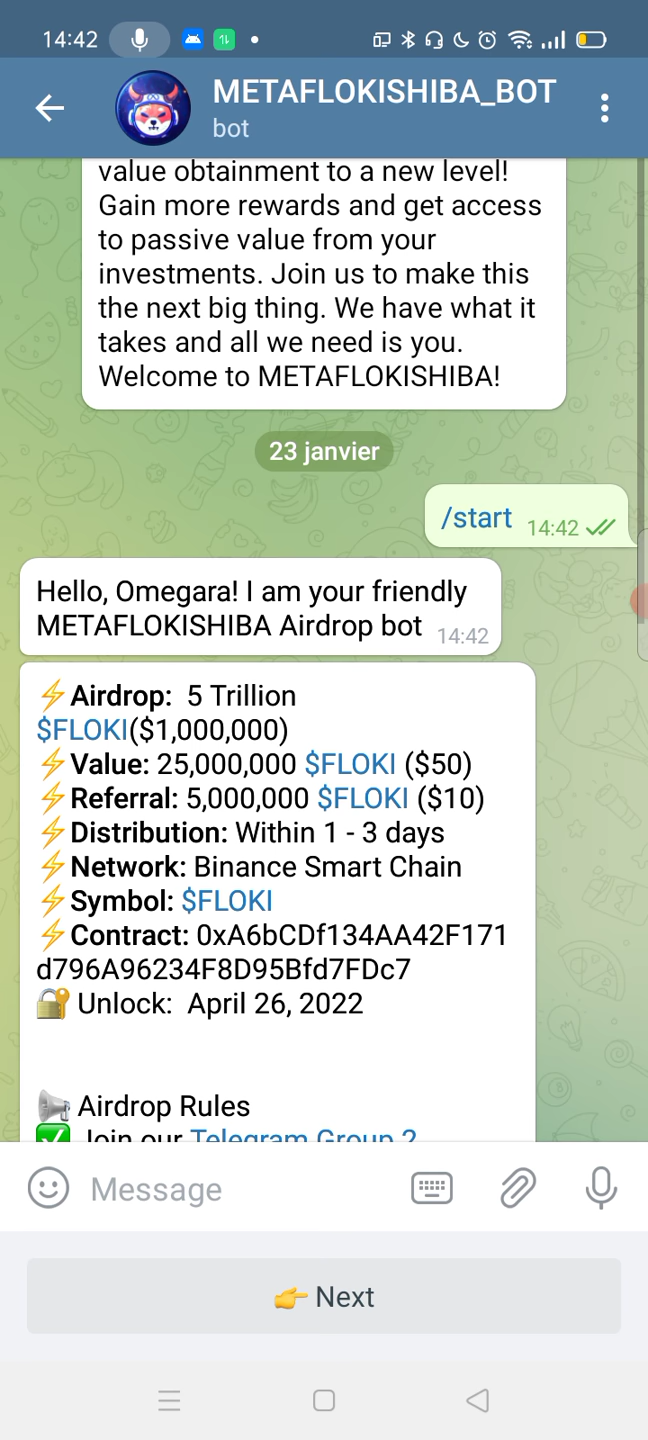 14:42
METAFLOKISHIBA_BOT
bot
value obtainment to a new level!
Gain more rewards and get access
to passive value from your
investments. Join us to make this
the next big thing. We have what it
takes and all we need is you.
Welcome to METAFLOKISHIBA!
23 janvier
/start 14:42
Hello, Omegara! I am your friendly
METAFLOKISHIBA Airdrop bot 14:42
⚡Airdrop:  5 Trillion
$FLOKI($1,000,000)
⚡Value: 25,000,000 $FLOKI ($50)
⚡Referral: 5,000,000 $FLOKI ($10)
⚡Distribution: Within 1 - 3 days
⚡Network: Binance Smart Chain
⚡Symbol: $FLOKI
⚡Contract: 0xA6bCDf134AA42F171
d796A96234F8D95Bfd7FDc7
🔐 Unlock:  April 26, 2022
📢 Airdrop Rules
✅ Join our Telegram Group 2
Message
👉 Next